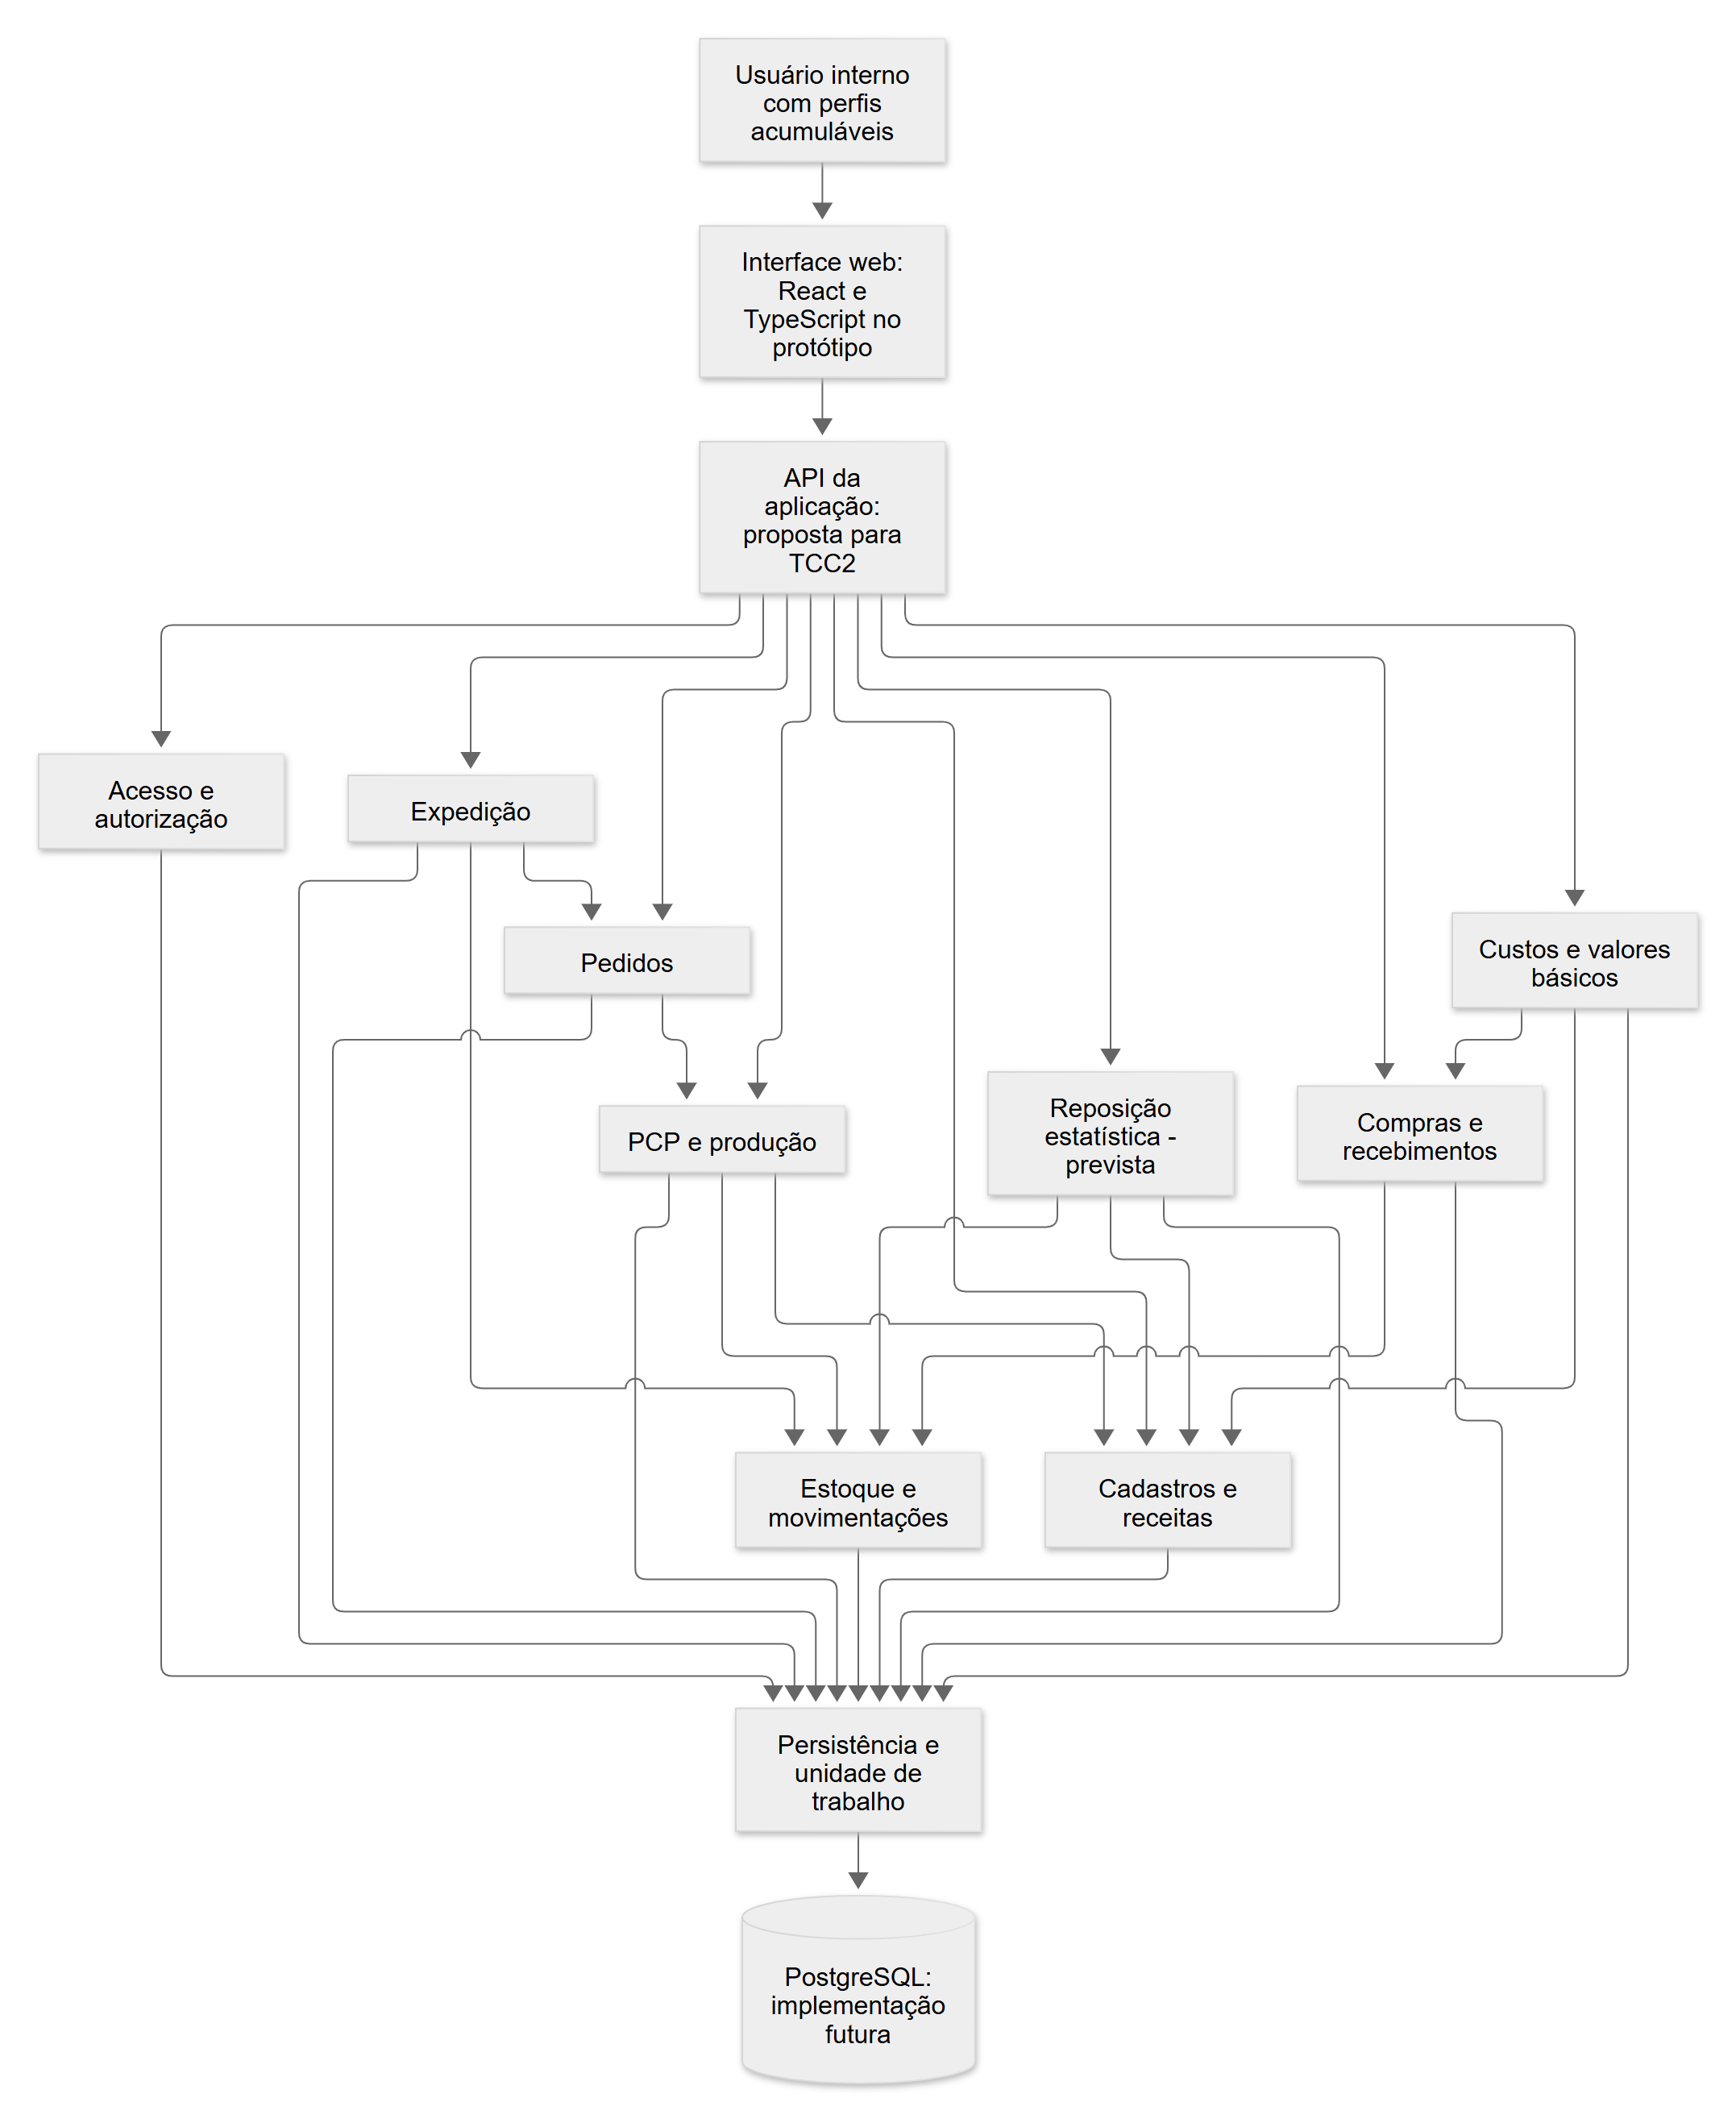 Usuário interno
com perfis
acumuláveis
Interface web:
React e
TypeScript no
protótipo
API da
aplicação:
proposta para
TCC2
Acesso e
autorização
Expedição
Pedidos
Custos e valores
básicos
PCP e produção
Reposição
estatística -
prevista
Compras e
recebimentos
Estoque e
movimentações
Cadastros e
receitas
Persistência e
unidade de
trabalho
PostgreSQL:
implementação
futura